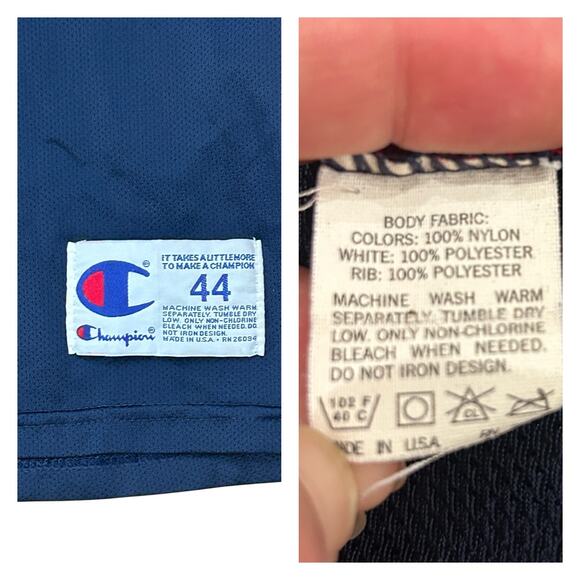 IT TAKES A LITTLE MORE
TO MAKE A CHAMPION
44
MACHINE WASH WARM
SEPARATELY. TUMBLE DRY
LOW. ONLY NON-CHLORINE
BLEACH WHEN NEEDED. DO
NOT IRON DESIGN.
MADE IN U.S.A. • RN 26094
Champion®
BODY FABRIC:
COLORS: 100% NYLON
WHITE: 100% POLYESTER
RIB: 100% POLYESTER
MACHINE WASH WARM
SEPARATELY. TUMBLE DRY
LOW. ONLY NON-CHLORINE
BLEACH WHEN NEEDED.
DO NOT IRON DESIGN.
102 F
40 C
CL
DE IN U.S.A.
RN